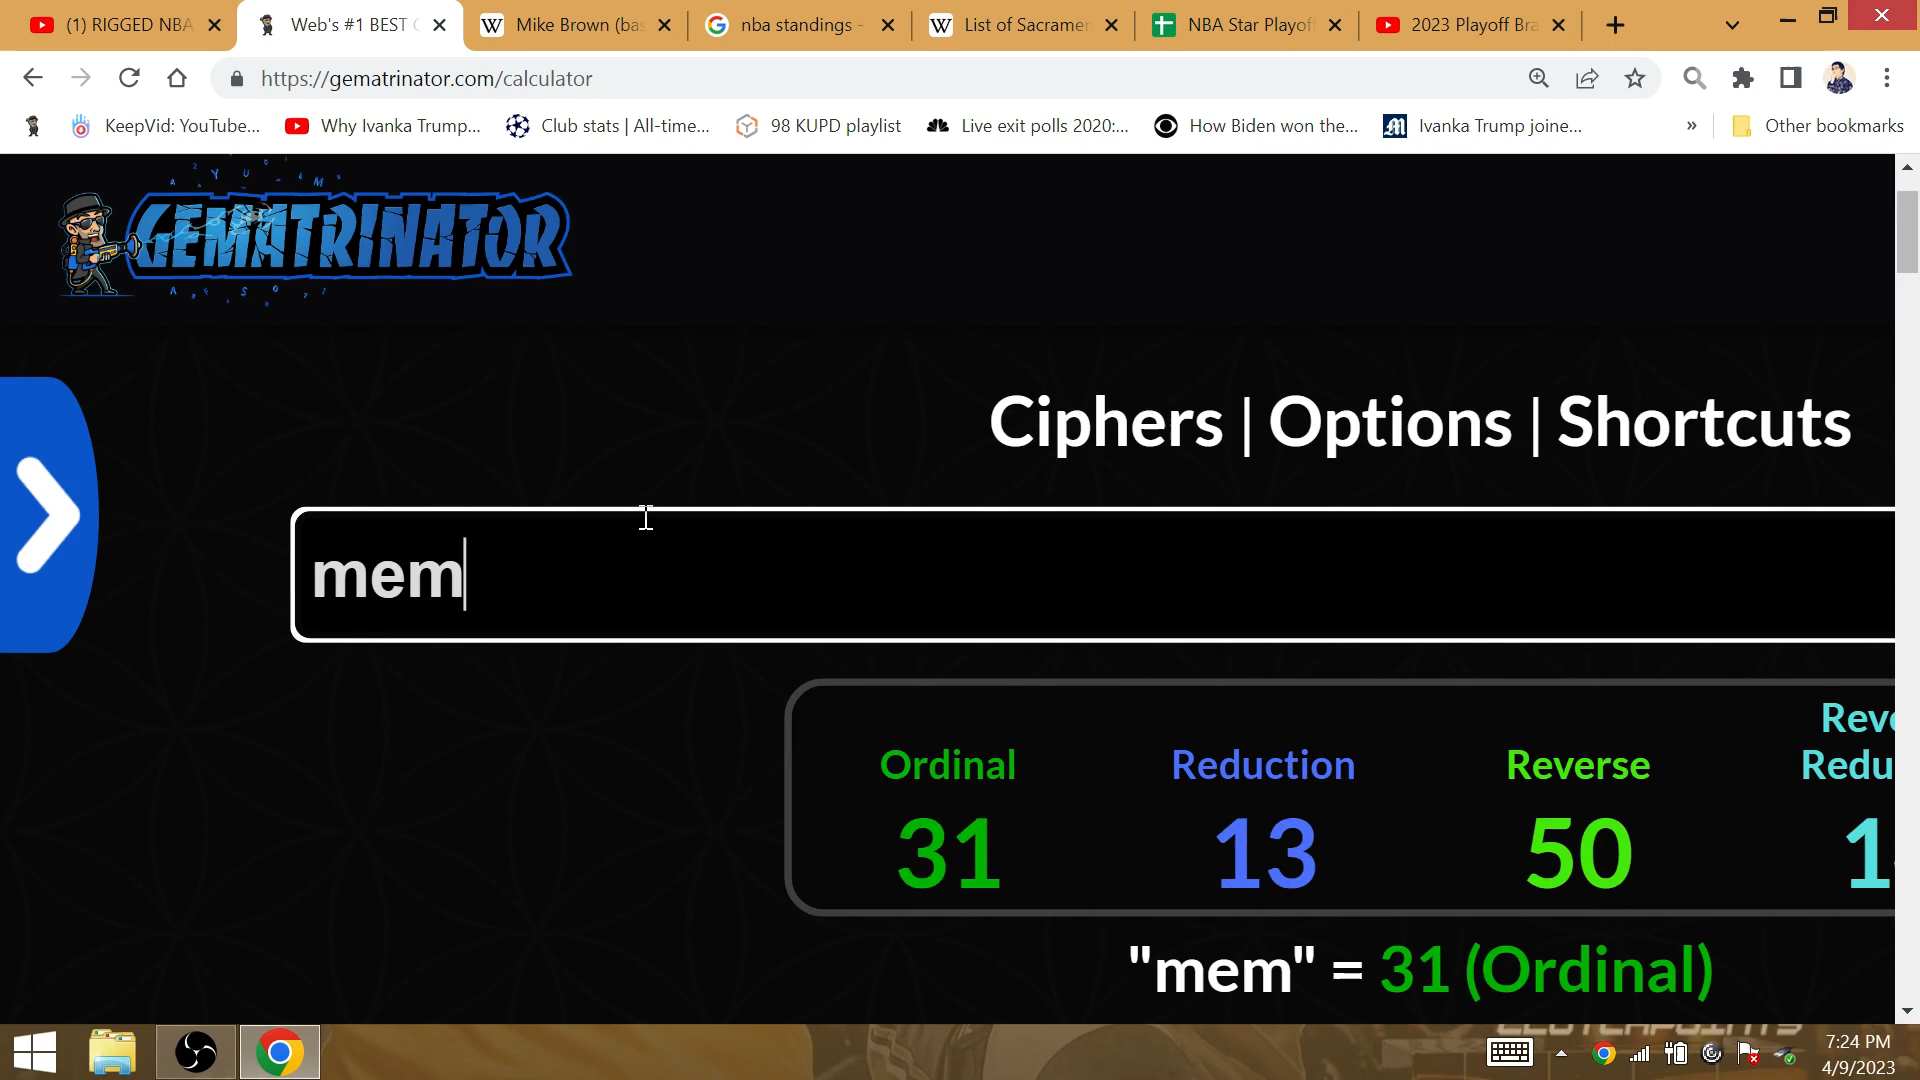 (1) RIGGED NBA
Web's #1 BEST
Mike Brown (bas
nba standings -
List of Sacramen
NBA Star Playof
2023 Playoff Bra
https://gematrinator.com/calculator
KeepVid: YouTube...
Why Ivanka Trump...
Club stats | All-time...
98 KUPD playlist
Live exit polls 2020:...
How Biden won the...
Ivanka Trump joine...
»
Other bookmarks
GEMATRINATOR
Ciphers | Options | Shortcuts
mem
Ordinal
31
Reduction
13
Reverse
50
"mem" = 31 (Ordinal)
7:24 PM
4/9/2023